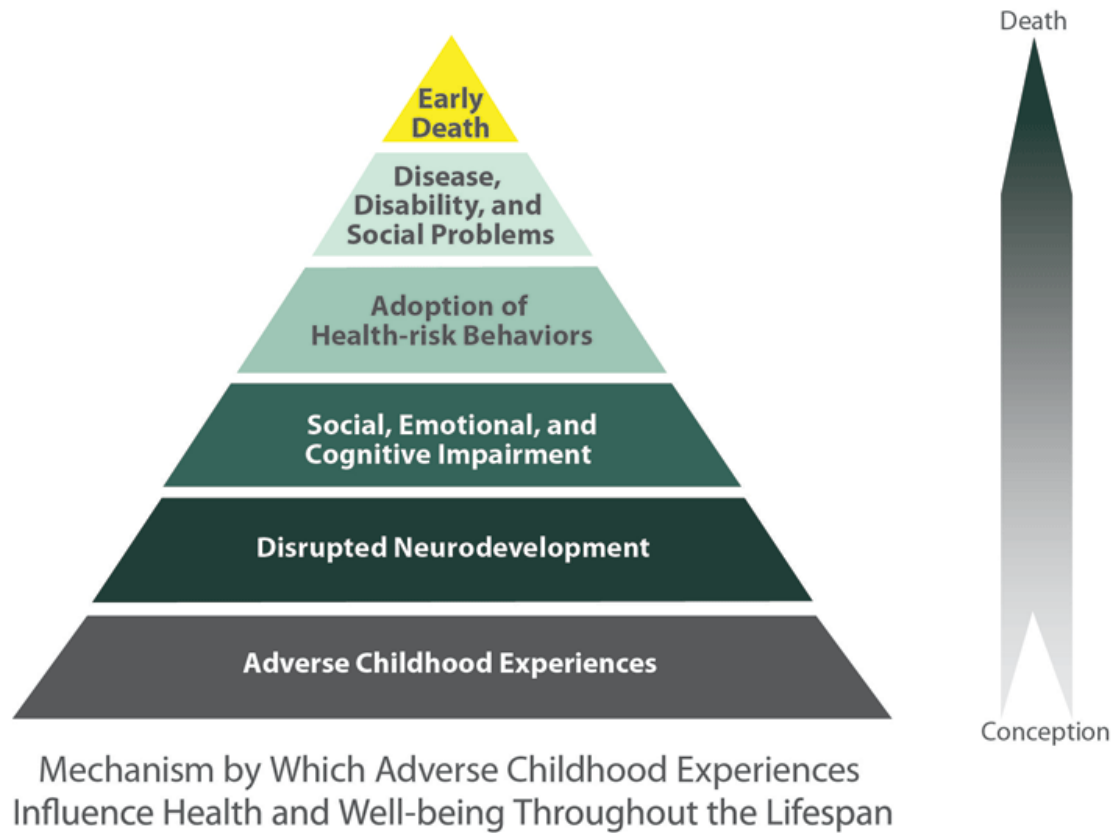 Death
Early
Death
Disease,
Disability, and
Social Problems
Adoption of
Health-risk Behaviors
Social, Emotional, and
Cognitive Impairment
Disrupted Neurodevelopment
Adverse Childhood Experiences
Conception
Mechanism by Which Adverse Childhood Experiences
Influence Health and Well-being Throughout the Lifespan